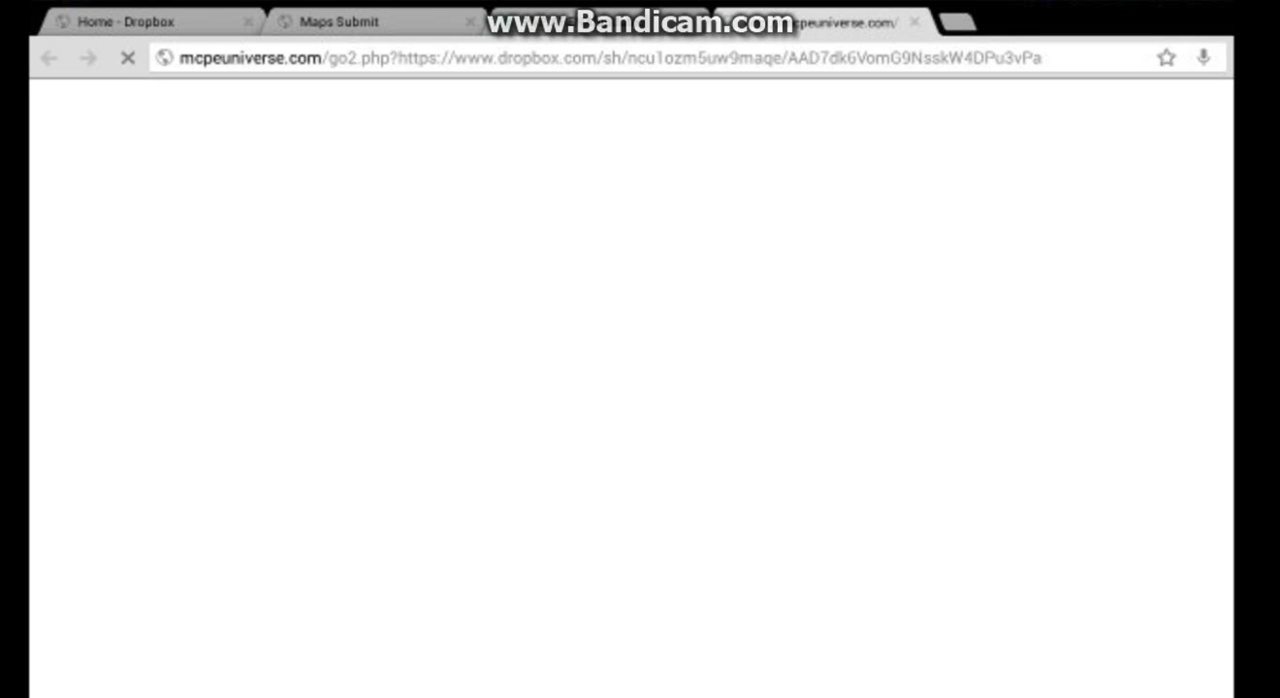 Home - Dropbox
Maps Submit
www.Bandicam.com
peuniverse.com/
mcpeuniverse.com/go2.php?https://www.dropbox.com/sh/ncu1ozm5uw9maqe/AAD7dk6VomG9NsskW4DPu3vPa